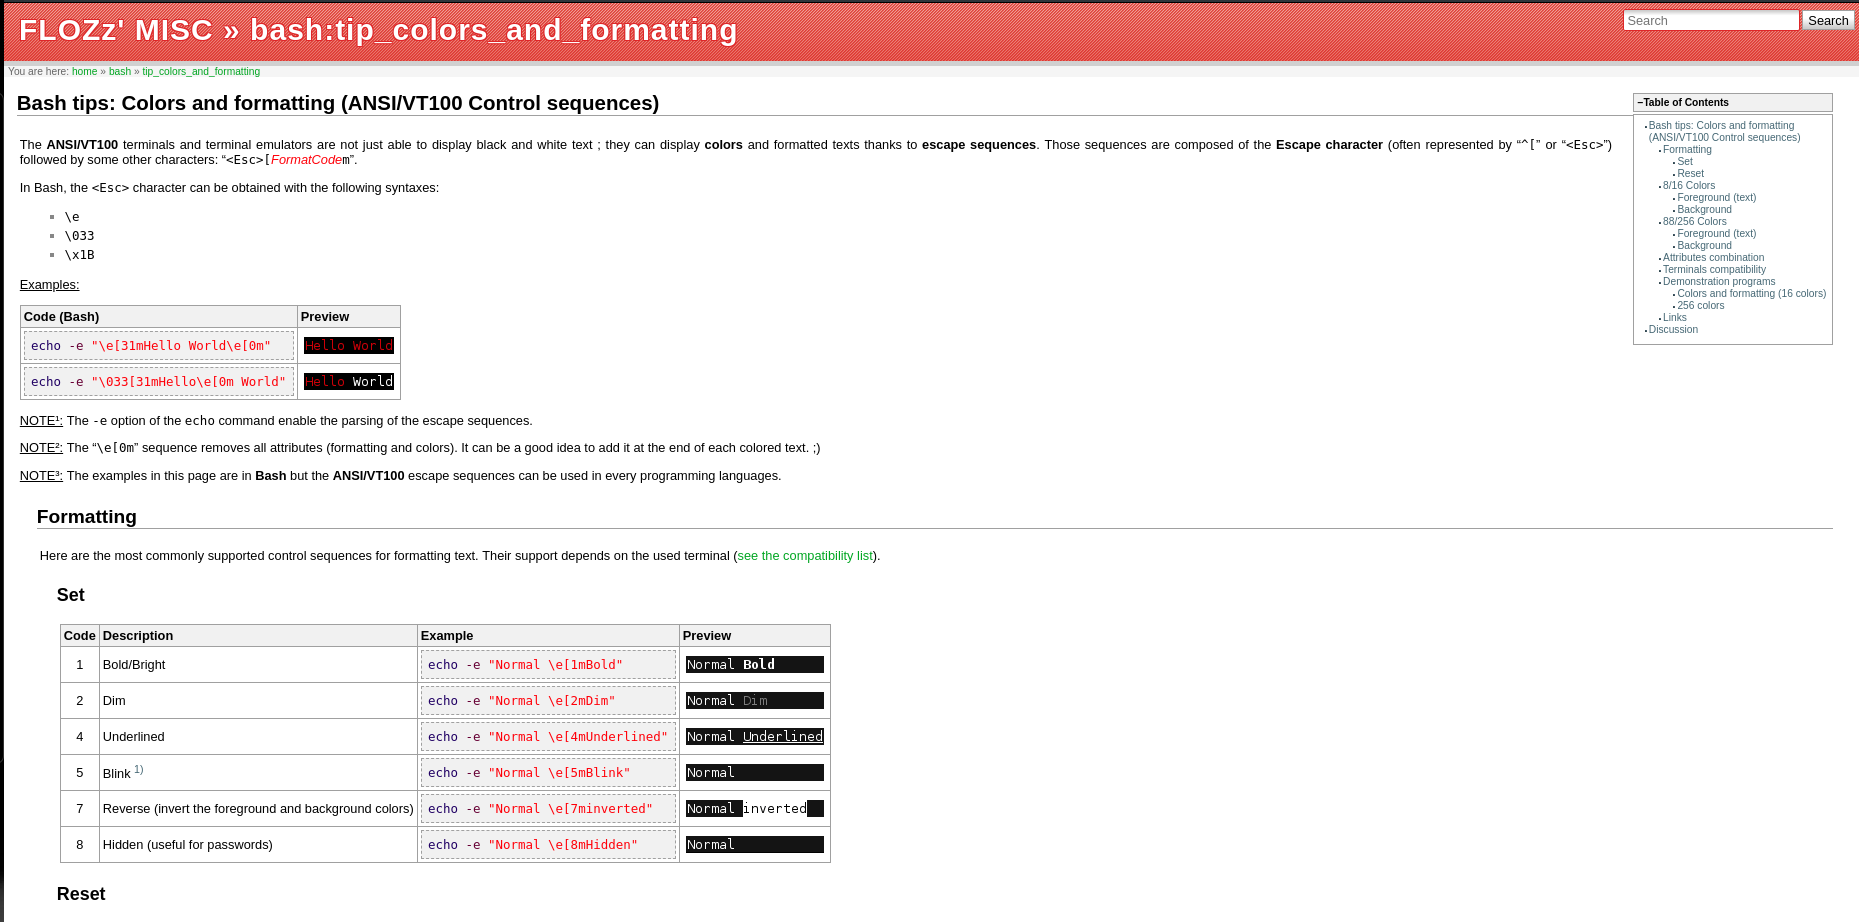 FLOZz' MISC » bash:tip_colors_and_formatting
Search
Search
You are here: home » bash » tip_colors_and_formatting
Bash tips: Colors and formatting (ANSI/VT100 Control sequences)
The ANSI/VT100 terminals and terminal emulators are not just able to display black and white text ; they can display colors and formatted texts thanks to escape sequences. Those sequences are composed of the Escape character (often represented by “^[” or “<Esc>”)
followed by some other characters: “<Esc>[FormatCodem”.
In Bash, the <Esc> character can be obtained with the following syntaxes:
\e
\033
\x1B
Examples:
Code (Bash) Preview
echo -e "\e[31mHello World\e[0m" Hello World
echo -e "\033[31mHello\e[0m World" Hello World
NOTE¹: The -e option of the echo command enable the parsing of the escape sequences.
NOTE²: The “\e[0m” sequence removes all attributes (formatting and colors). It can be a good idea to add it at the end of each colored text. ;)
NOTE³: The examples in this page are in Bash but the ANSI/VT100 escape sequences can be used in every programming languages.
Formatting
Here are the most commonly supported control sequences for formatting text. Their support depends on the used terminal (see the compatibility list).
Set
Code Description Example Preview
1 Bold/Bright echo -e "Normal \e[1mBold" Normal Bold
2 Dim echo -e "Normal \e[2mDim" Normal Dim
4 Underlined echo -e "Normal \e[4mUnderlined" Normal Underlined
5 Blink 1) echo -e "Normal \e[5mBlink" Normal
7 Reverse (invert the foreground and background colors) echo -e "Normal \e[7minverted" Normal inverted
8 Hidden (useful for passwords) echo -e "Normal \e[8mHidden" Normal
Reset
−Table of Contents
Bash tips: Colors and formatting
(ANSI/VT100 Control sequences)
Formatting
Set
Reset
8/16 Colors
Foreground (text)
Background
88/256 Colors
Foreground (text)
Background
Attributes combination
Terminals compatibility
Demonstration programs
Colors and formatting (16 colors)
256 colors
Links
Discussion